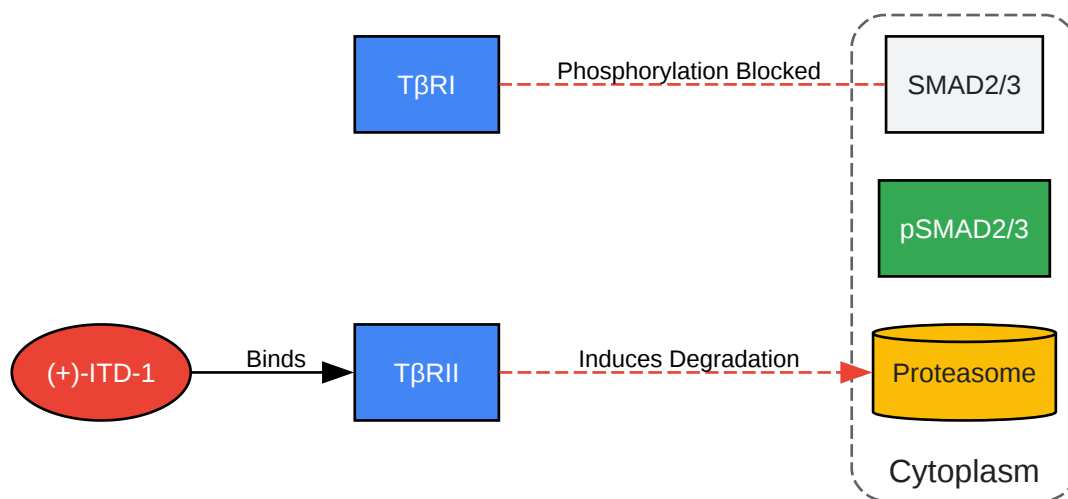 TβRI
Phosphorylation Blocked
SMAD2/3
pSMAD2/3
(+)-ITD-1
Binds
TβRII
Induces Degradation
Proteasome
Cytoplasm